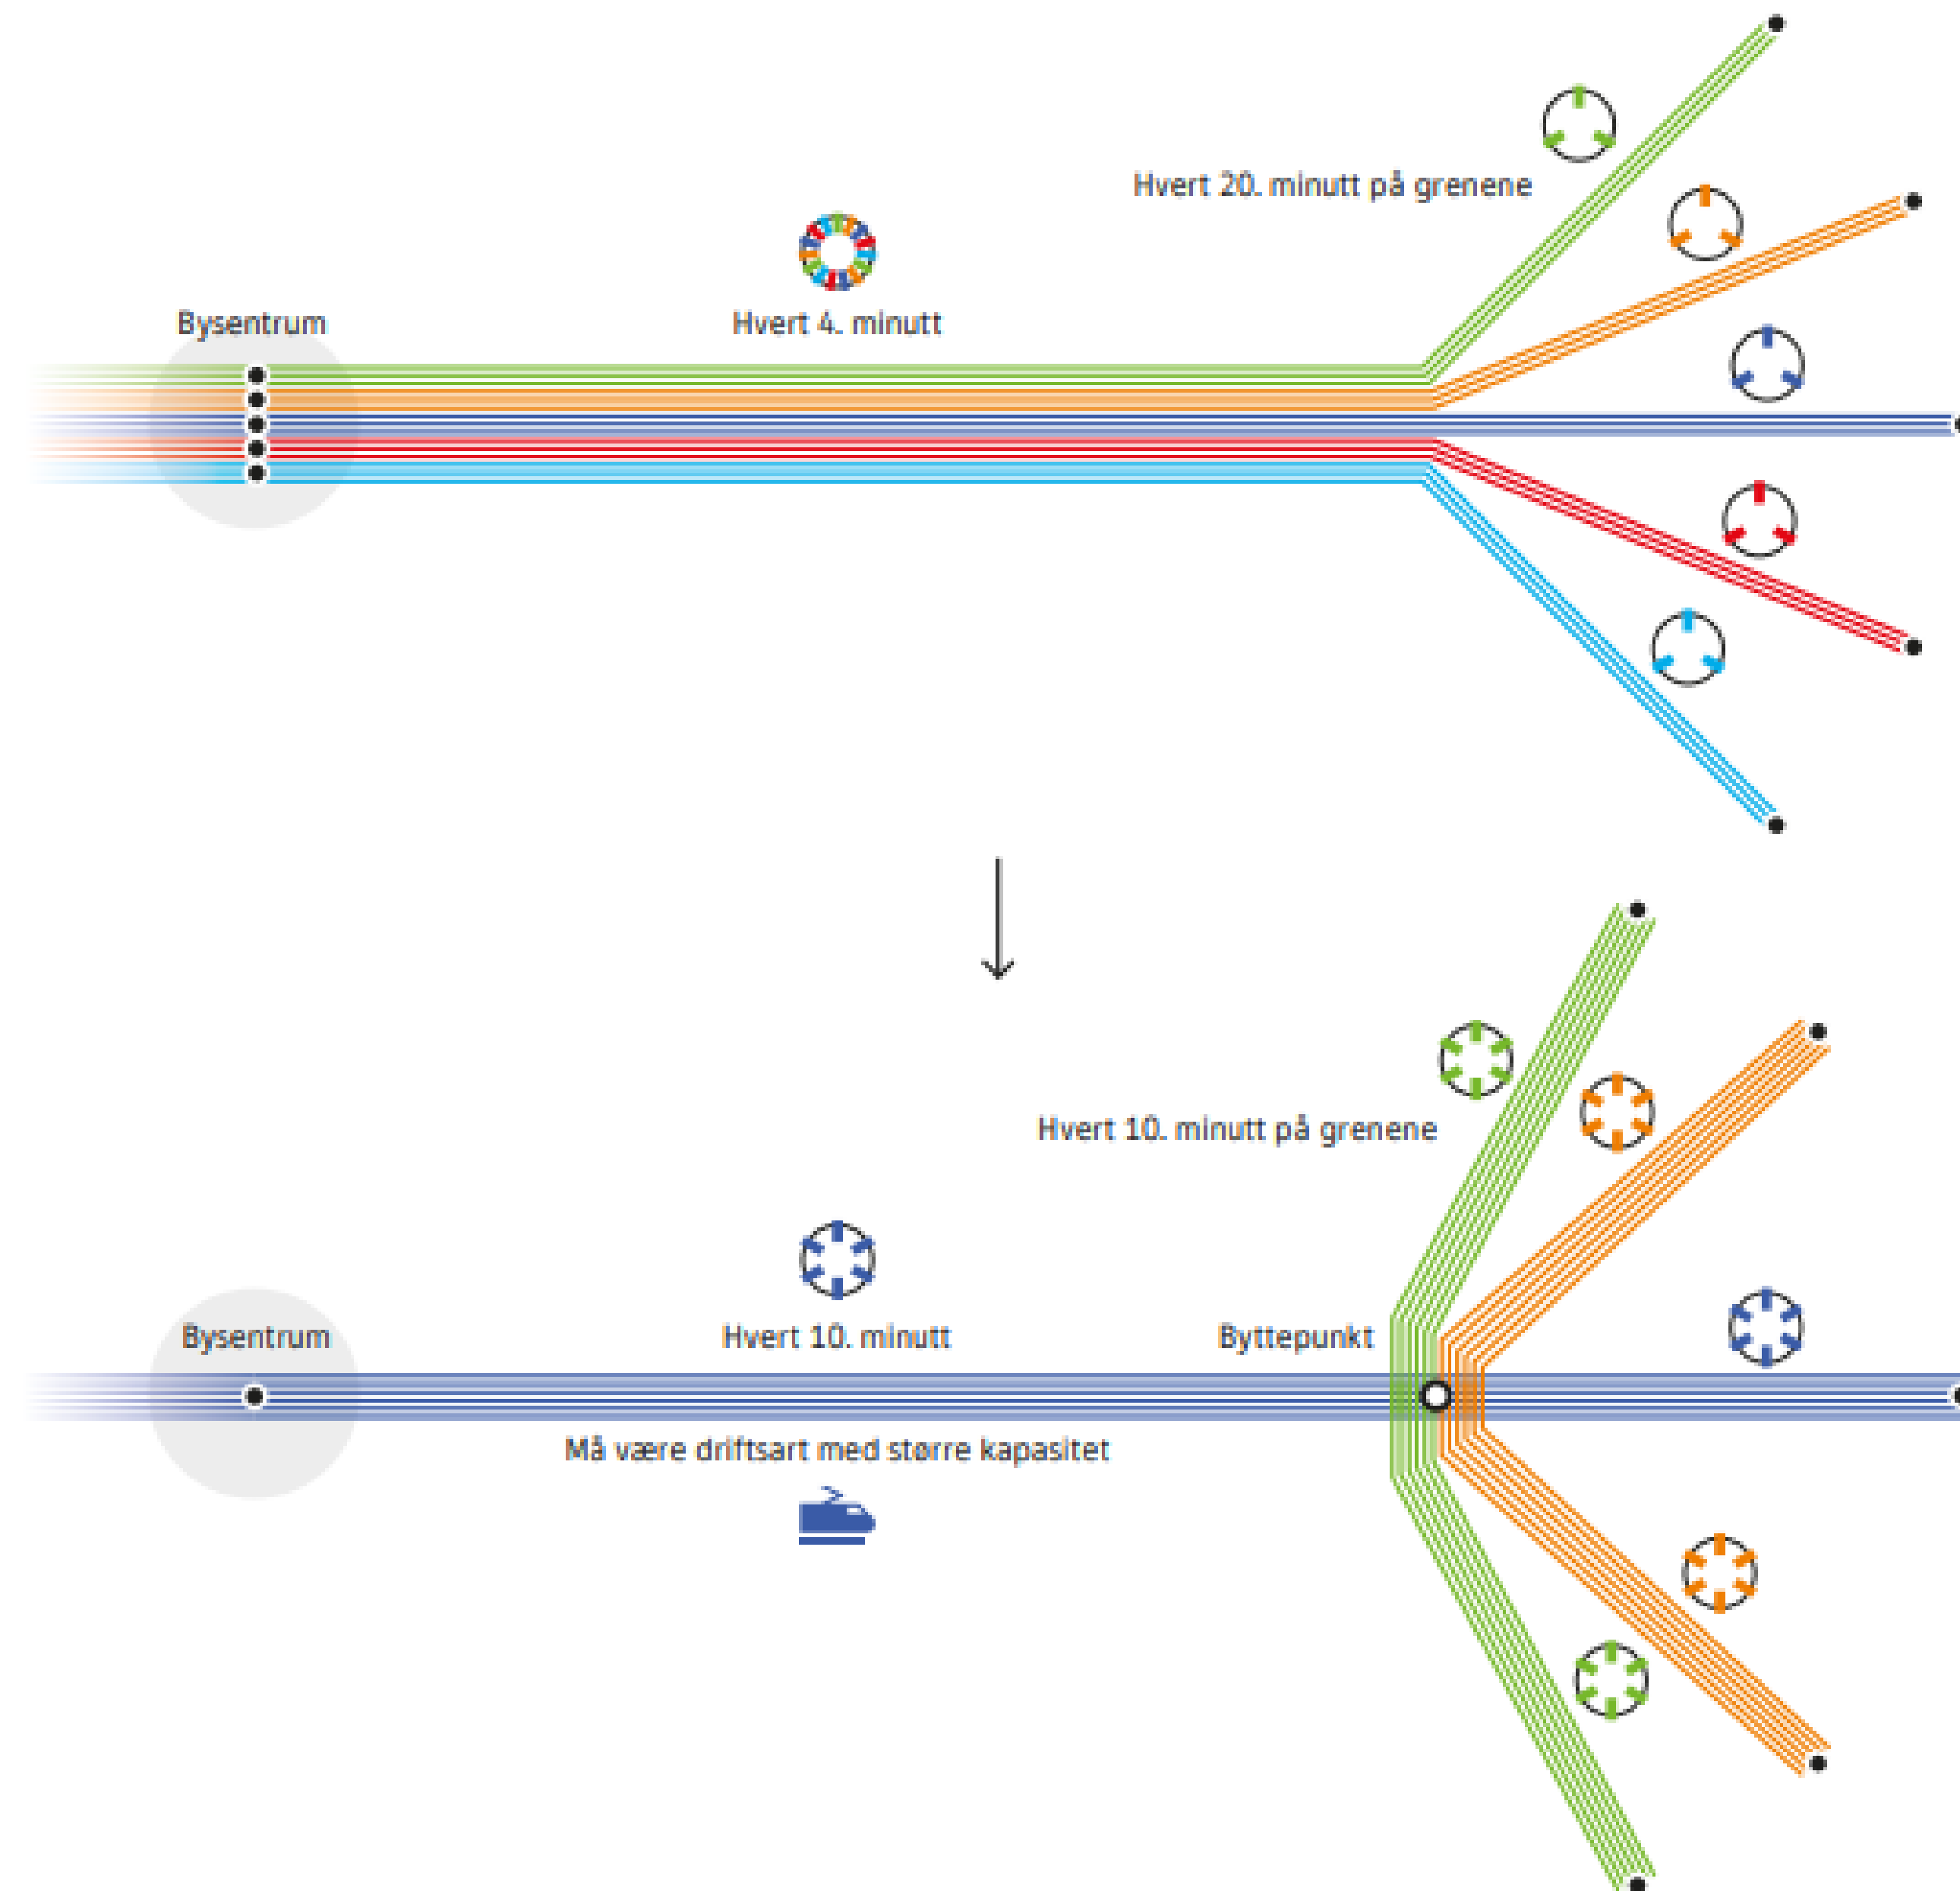 Hvert 20. minutt på grenene
Bysentrum
Hvert 4. minutt
Hvert 10. minutt på grenene
Bysentrum
Hvert 10. minutt
Byttepunkt
Må være driftsart med større kapasitet